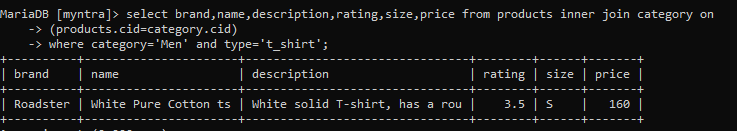 MariaDB [myntra]> select brand,name,description,rating,size,price from products inner join category on
    -> (products.cid=category.cid)
    -> where category='Men' and type='t_shirt';
| brand    | name                 | description                 | rating | size | price |
| Roadster | White Pure Cotton ts | White solid T-shirt, has a rou |    3.5 | S    |   160 |